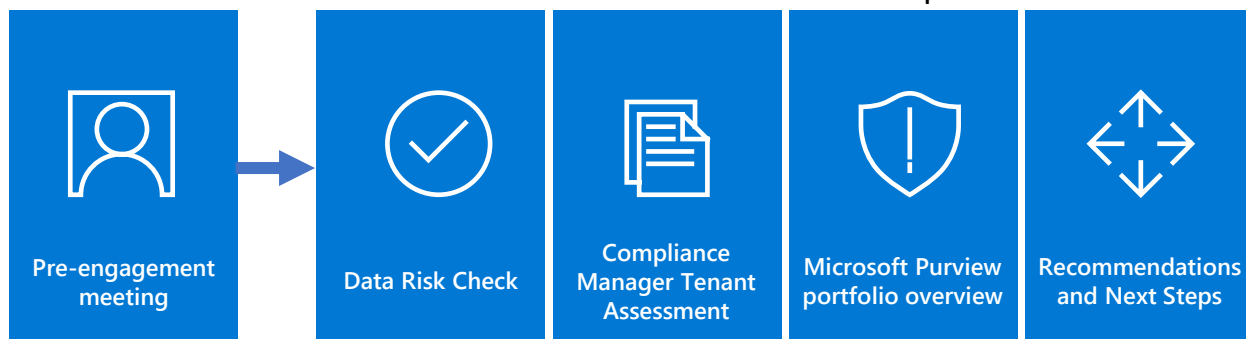 Pre-engagement
meeting
Data Risk Check
Compliance
Manager Tenant
Assessment
Microsoft Purview
portfolio overview
Recommendations
and Next Steps